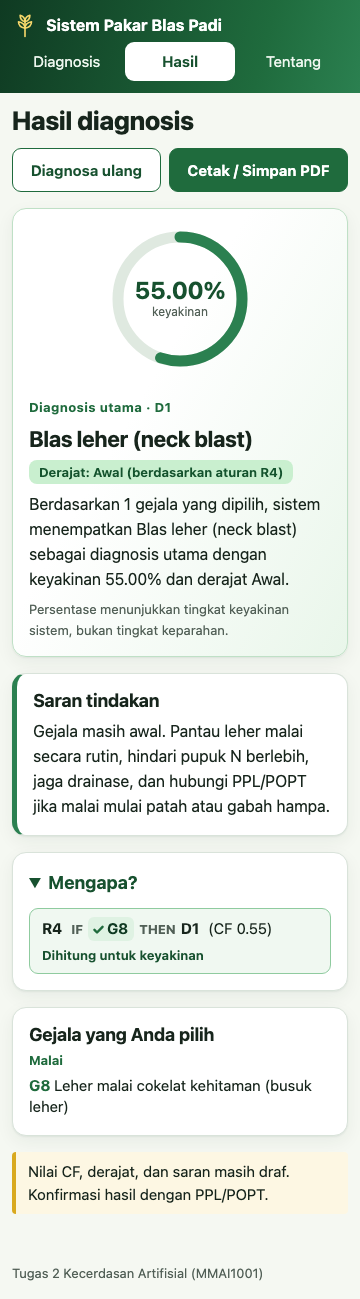 Sistem Pakar Blas Padi
Diagnosis Hasil Tentang
Hasil diagnosis
Diagnosa ulang Cetak / Simpan PDF
55.00%
keyakinan
Diagnosis utama · D1
Blas leher (neck blast)
Derajat: Awal (berdasarkan aturan R4)
Berdasarkan 1 gejala yang dipilih, sistem
menempatkan Blas leher (neck blast)
sebagai diagnosis utama dengan
keyakinan 55.00% dan derajat Awal.
Persentase menunjukkan tingkat keyakinan
sistem, bukan tingkat keparahan.
Saran tindakan
Gejala masih awal. Pantau leher malai
secara rutin, hindari pupuk N berlebih,
jaga drainase, dan hubungi PPL/POPT
jika malai mulai patah atau gabah hampa.
▼ Mengapa?
R4 IF ✓G8 THEN D1 (CF 0.55)
Dihitung untuk keyakinan
Gejala yang Anda pilih
Malai
G8 Leher malai cokelat kehitaman (busuk
leher)
Nilai CF, derajat, dan saran masih draf.
Konfirmasi hasil dengan PPL/POPT.
Tugas 2 Kecerdasan Artifisial (MMAI1001)